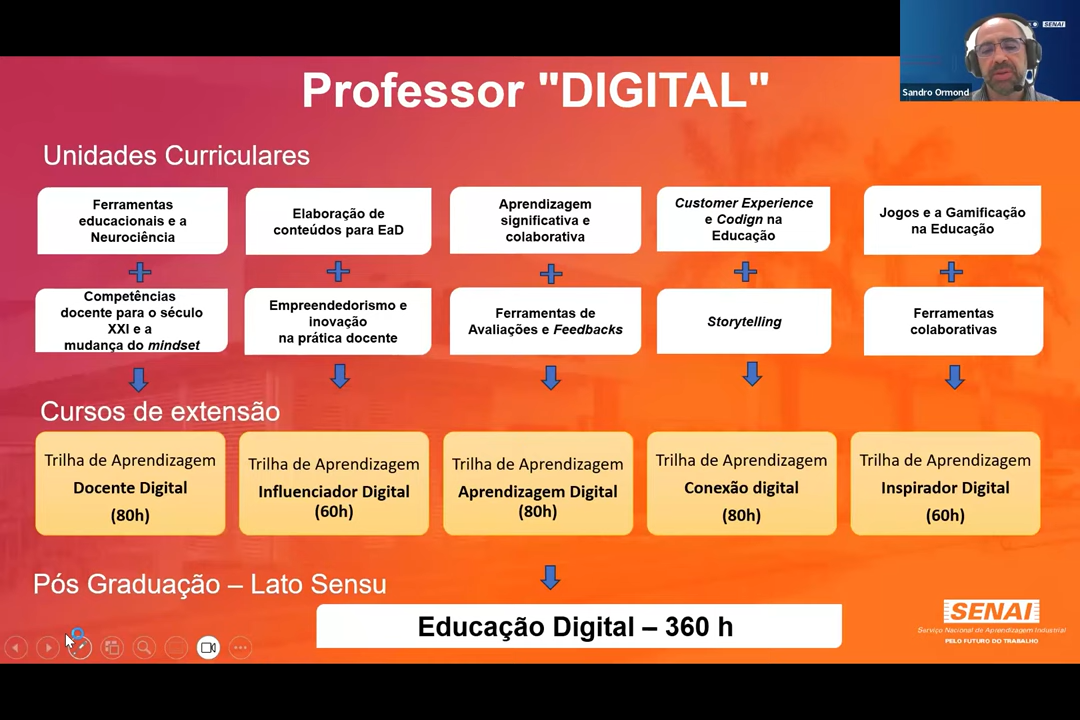 SENAI
Sandro Ormond
Professor "DIGITAL"
Unidades Curriculares
Ferramentas
educacionais e a
Neurociência
Elaboração de
conteúdos para EaD
Aprendizagem
significativa e
colaborativa
Customer Experience
e Codign na
Educação
Jogos e a Gamificação
na Educação
Competências
docente para o século
XXI e a
mudança do mindset
Empreendedorismo e
inovação
na prática docente
Ferramentas de
Avaliações e Feedbacks
Storytelling
Ferramentas
colaborativas
Cursos de extensão
Trilha de Aprendizagem
Docente Digital
(80h)
Trilha de Aprendizagem
Influenciador Digital
(60h)
Trilha de Aprendizagem
Aprendizagem Digital
(80h)
Trilha de Aprendizagem
Conexão digital
(80h)
Trilha de Aprendizagem
Inspirador Digital
(60h)
Pós Graduação – Lato Sensu
Educação Digital – 360 h
SENAI
Serviço Nacional de Aprendizagem Industrial
PELO FUTURO DO TRABALHO